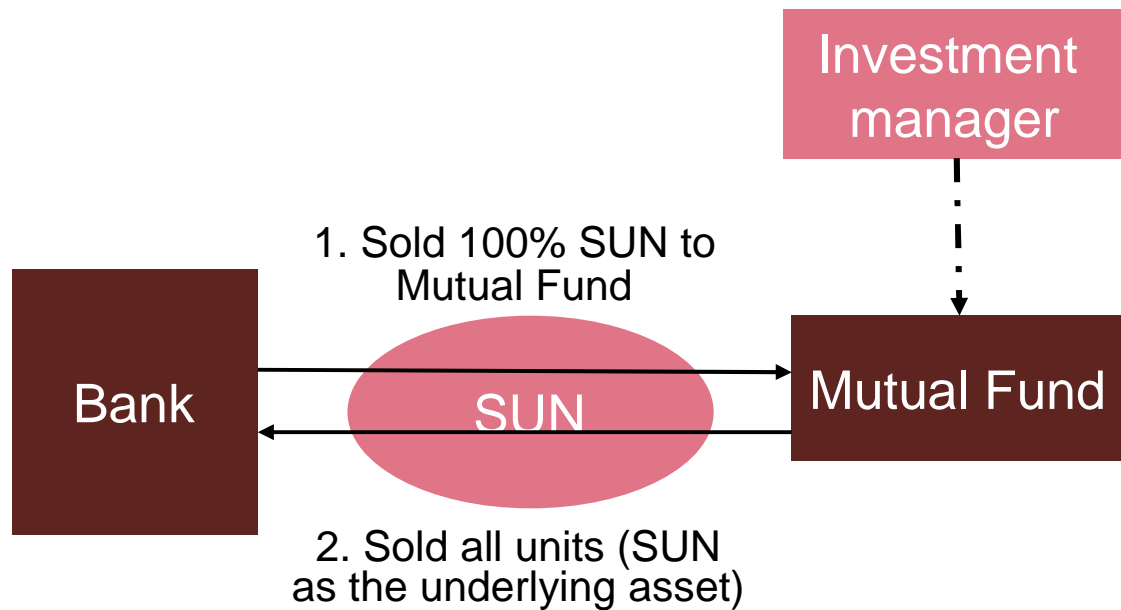 Investment
manager
1. Sold 100% SUN to
Mutual Fund
Bank
SUN
Mutual Fund
2. Sold all units (SUN
as the underlying asset)